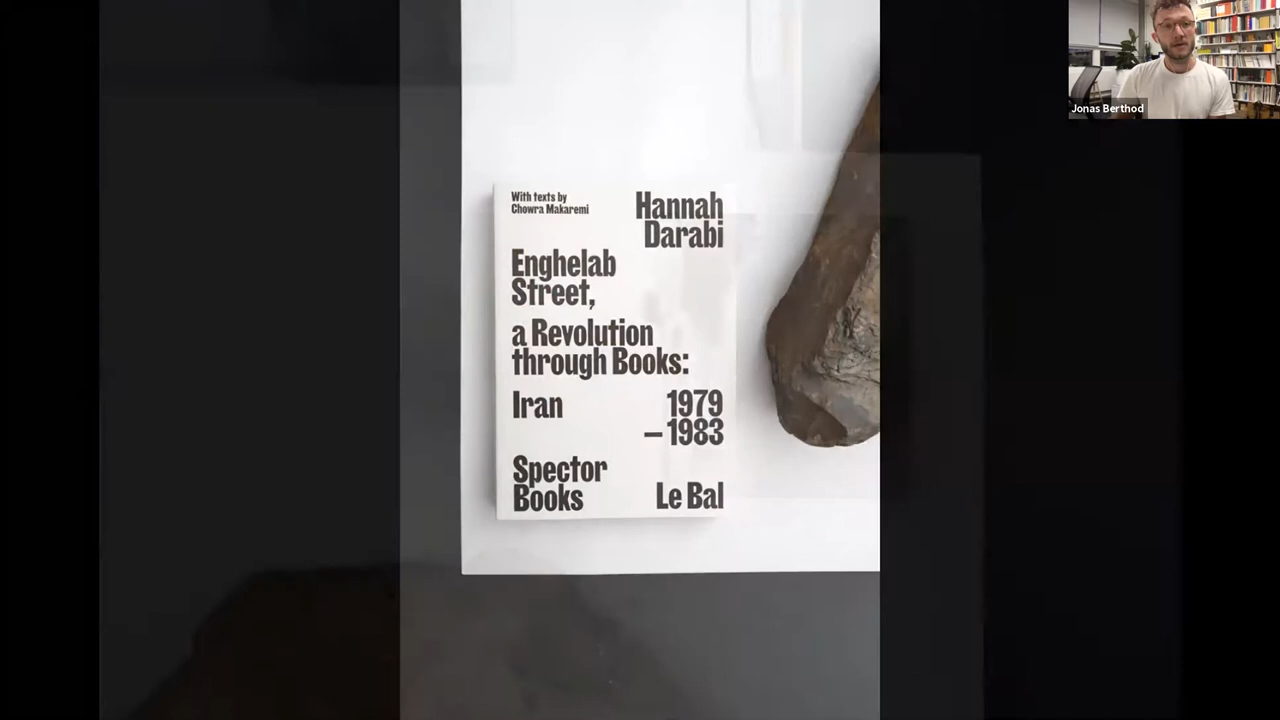 With texts by
Chowra Makaremi
Hannah
Darabi
Enghelab
Street,
a Revolution
through Books:
Iran
1979
– 1983
Spector
Books
Le Bal
Jonas Berthod